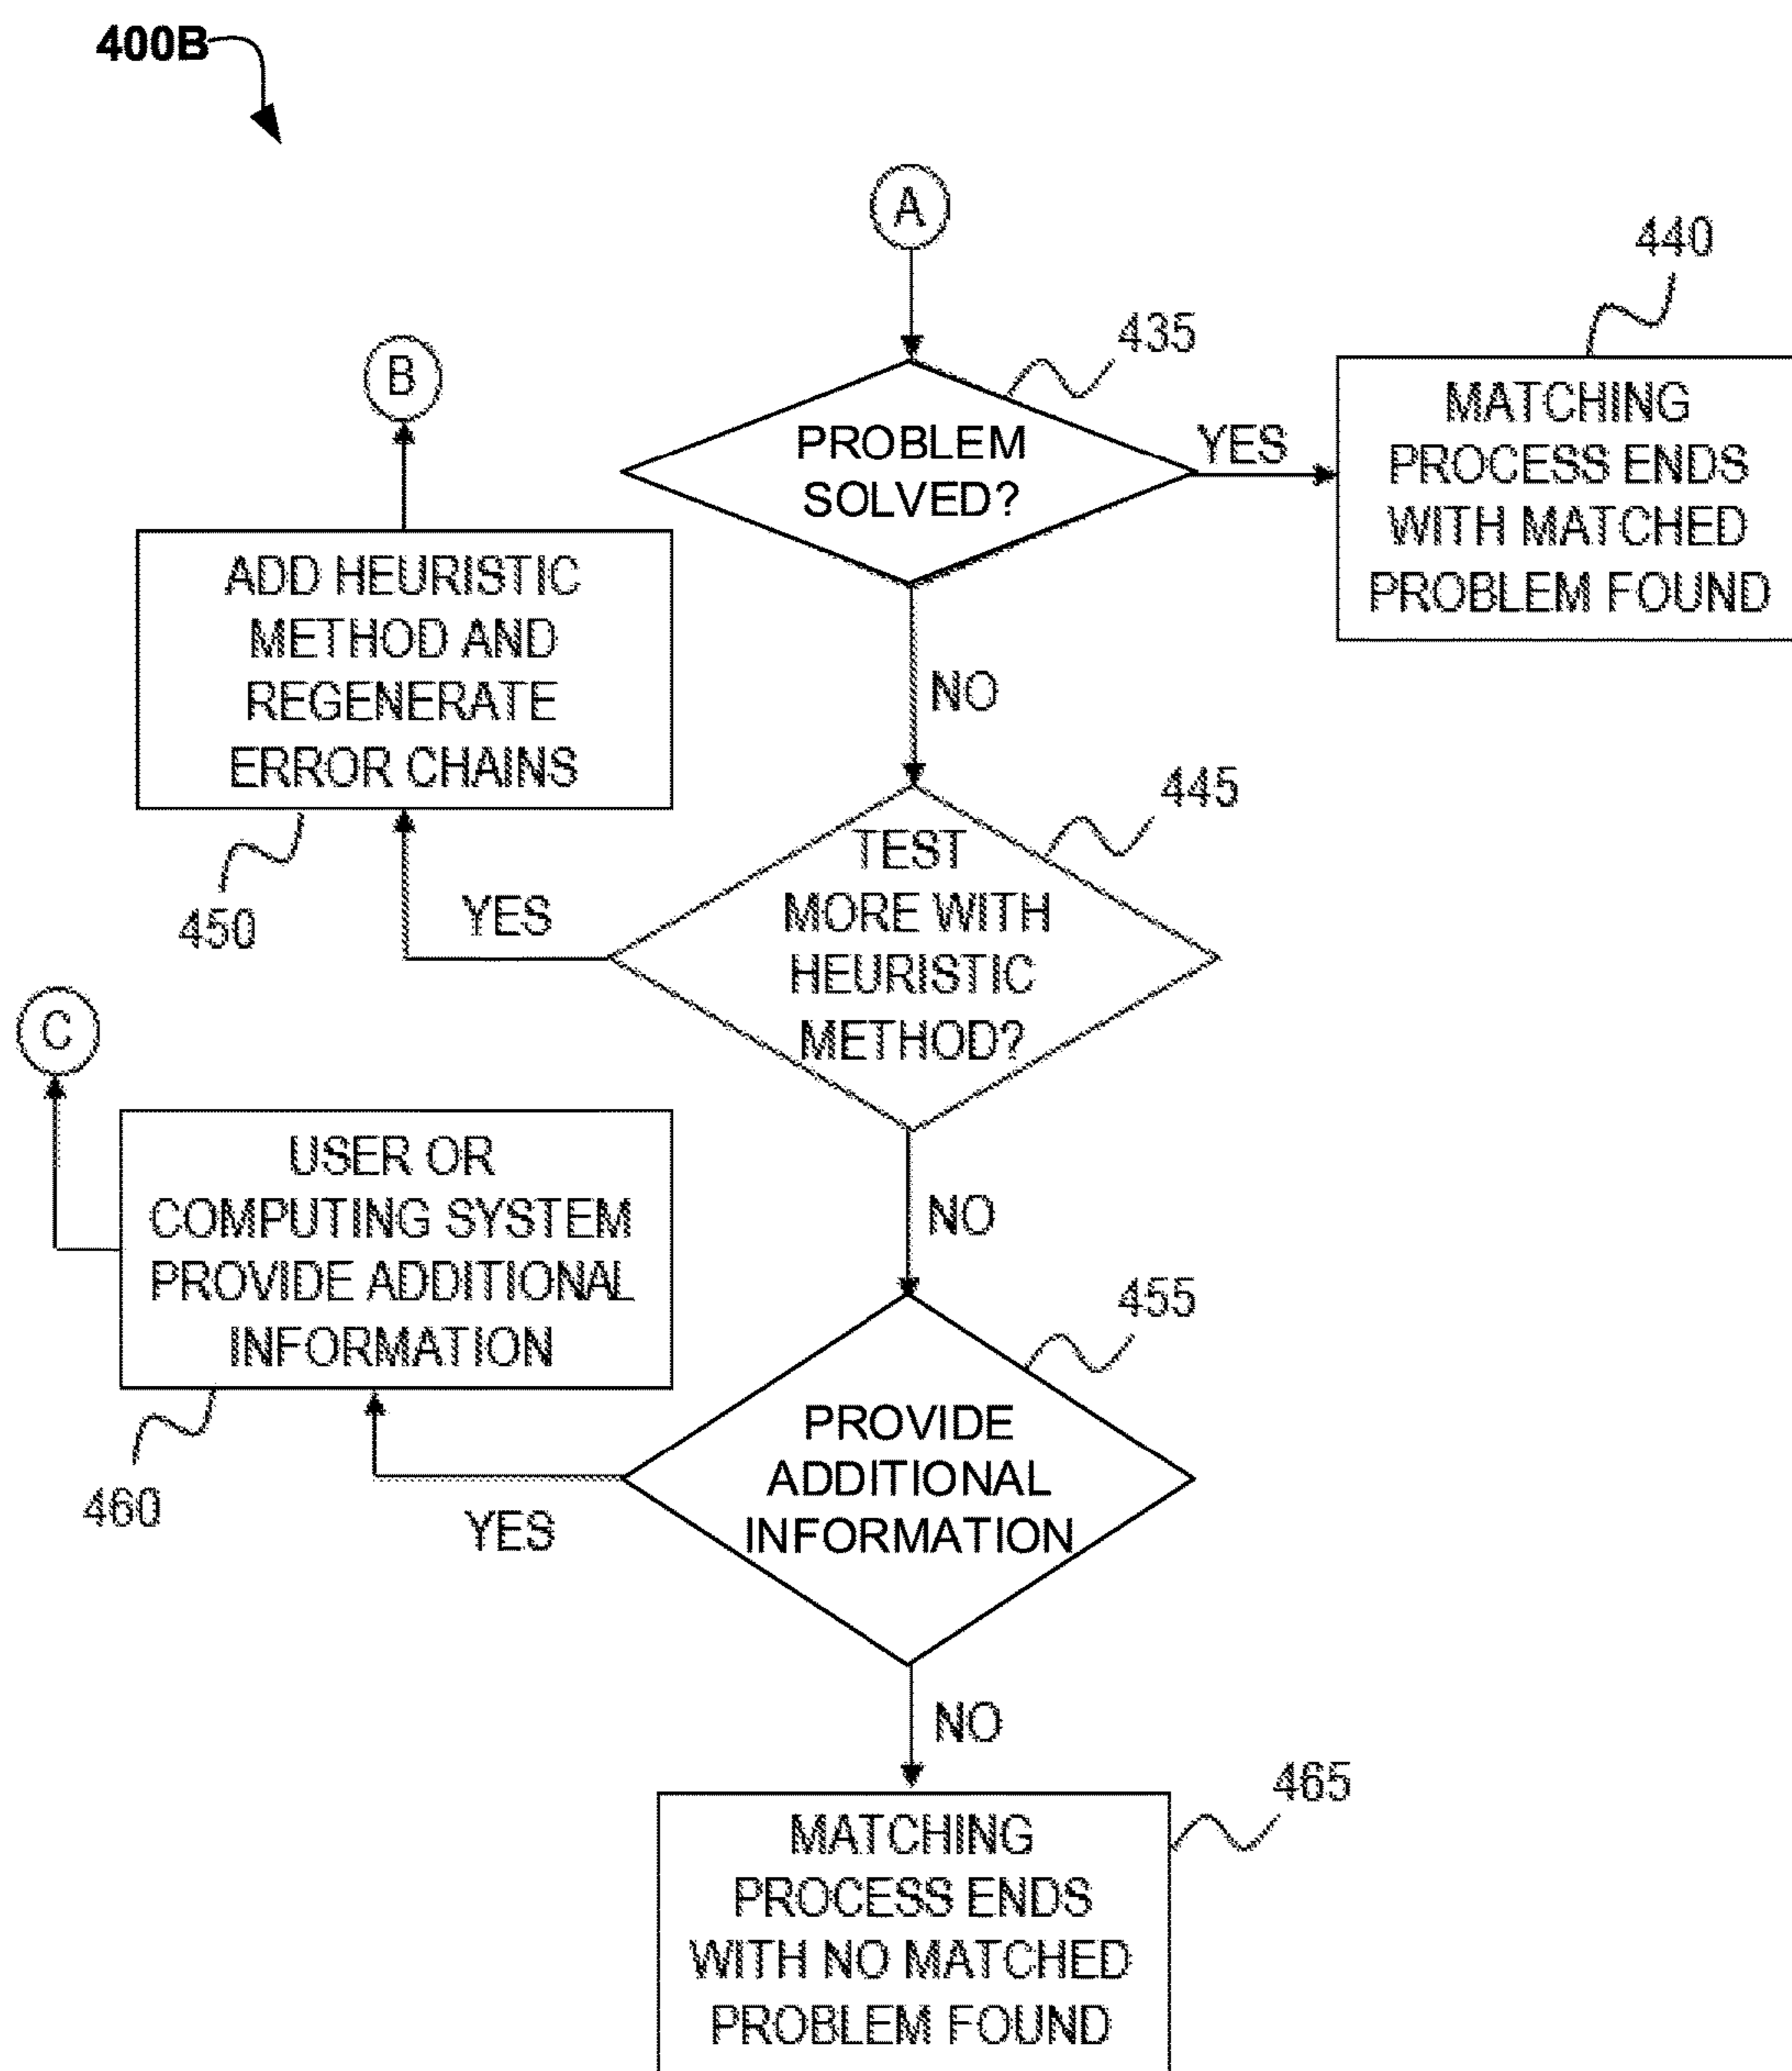 400B
A
440
435
B
PROBLEM
SOLVED?
YES
MATCHING
PROCESS ENDS
WITH MATCHED
PROBLEM FOUND
ADD HEURISTIC
METHOD AND
REGENERATE
ERROR CHAINS
NO
445
450
YES
TEST
MORE WITH
HEURISTIC
METHOD?
C
USER OR
COMPUTING SYSTEM
PROVIDE ADDITIONAL
INFORMATION
NO
455
460
YES
PROVIDE
ADDITIONAL
INFORMATION
NO
465
MATCHING
PROCESS ENDS
WITH NO MATCHED
PROBLEM FOUND